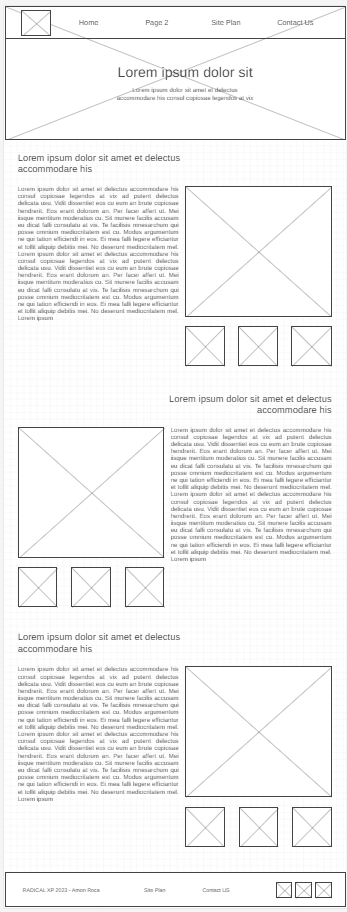 Home Page 2 Site Plan Contact Us
Lorem ipsum dolor sit
Lorem ipsum dolor sit amet et delectus
accommodare his consul copiosae legendos at vix
Lorem ipsum dolor sit amet et delectus
accommodare his
Lorem ipsum dolor sit amet et delectus accommodare his
consul copiosae legendos at vix ad putent delectus
delicata usu. Vidit dissentiet eos cu eum an brute copiosae
hendrerit. Eos erant dolorum an. Per facer affert ut. Mei
iisque mentitum moderatius cu. Sit munere facilis accusam
eu dicat falli consulatu at vis. Te facilisis mnesarchum qui
posse omnium mediocritatem est cu. Modus argumentum
ne qui tation efficiendi in eos. Ei mea falli legere efficiantur
et tollit aliquip debitis mei. No deserunt mediocritatem mel.
Lorem ipsum dolor sit amet et delectus accommodare his
consul copiosae legendos at vix ad putent delectus
delicata usu. Vidit dissentiet eos cu eum an brute copiosae
hendrerit. Eos erant dolorum an. Per facer affert ut. Mei
iisque mentitum moderatius cu. Sit munere facilis accusam
eu dicat falli consulatu at vis. Te facilisis mnesarchum qui
posse omnium mediocritatem est cu. Modus argumentum
ne qui tation efficiendi in eos. Ei mea falli legere efficiantur
et tollit aliquip debitis mei. No deserunt mediocritatem mel.
Lorem ipsum
Lorem ipsum dolor sit amet et delectus
accommodare his
Lorem ipsum dolor sit amet et delectus accommodare his
consul copiosae legendos at vix ad putent delectus
delicata usu. Vidit dissentiet eos cu eum an brute copiosae
hendrerit. Eos erant dolorum an. Per facer affert ut. Mei
iisque mentitum moderatius cu. Sit munere facilis accusam
eu dicat falli consulatu at vis. Te facilisis mnesarchum qui
posse omnium mediocritatem est cu. Modus argumentum
ne qui tation efficiendi in eos. Ei mea falli legere efficiantur
et tollit aliquip debitis mei. No deserunt mediocritatem mel.
Lorem ipsum dolor sit amet et delectus accommodare his
consul copiosae legendos at vix ad putent delectus
delicata usu. Vidit dissentiet eos cu eum an brute copiosae
hendrerit. Eos erant dolorum an. Per facer affert ut. Mei
iisque mentitum moderatius cu. Sit munere facilis accusam
eu dicat falli consulatu at vis. Te facilisis mnesarchum qui
posse omnium mediocritatem est cu. Modus argumentum
ne qui tation efficiendi in eos. Ei mea falli legere efficiantur
et tollit aliquip debitis mei. No deserunt mediocritatem mel.
Lorem ipsum
Lorem ipsum dolor sit amet et delectus
accommodare his
Lorem ipsum dolor sit amet et delectus accommodare his
consul copiosae legendos at vix ad putent delectus
delicata usu. Vidit dissentiet eos cu eum an brute copiosae
hendrerit. Eos erant dolorum an. Per facer affert ut. Mei
iisque mentitum moderatius cu. Sit munere facilis accusam
eu dicat falli consulatu at vis. Te facilisis mnesarchum qui
posse omnium mediocritatem est cu. Modus argumentum
ne qui tation efficiendi in eos. Ei mea falli legere efficiantur
et tollit aliquip debitis mei. No deserunt mediocritatem mel.
Lorem ipsum dolor sit amet et delectus accommodare his
consul copiosae legendos at vix ad putent delectus
delicata usu. Vidit dissentiet eos cu eum an brute copiosae
hendrerit. Eos erant dolorum an. Per facer affert ut. Mei
iisque mentitum moderatius cu. Sit munere facilis accusam
eu dicat falli consulatu at vis. Te facilisis mnesarchum qui
posse omnium mediocritatem est cu. Modus argumentum
ne qui tation efficiendi in eos. Ei mea falli legere efficiantur
et tollit aliquip debitis mei. No deserunt mediocritatem mel.
Lorem ipsum
RADICAL XP 2023 - Amon Roca Site Plan Contact US